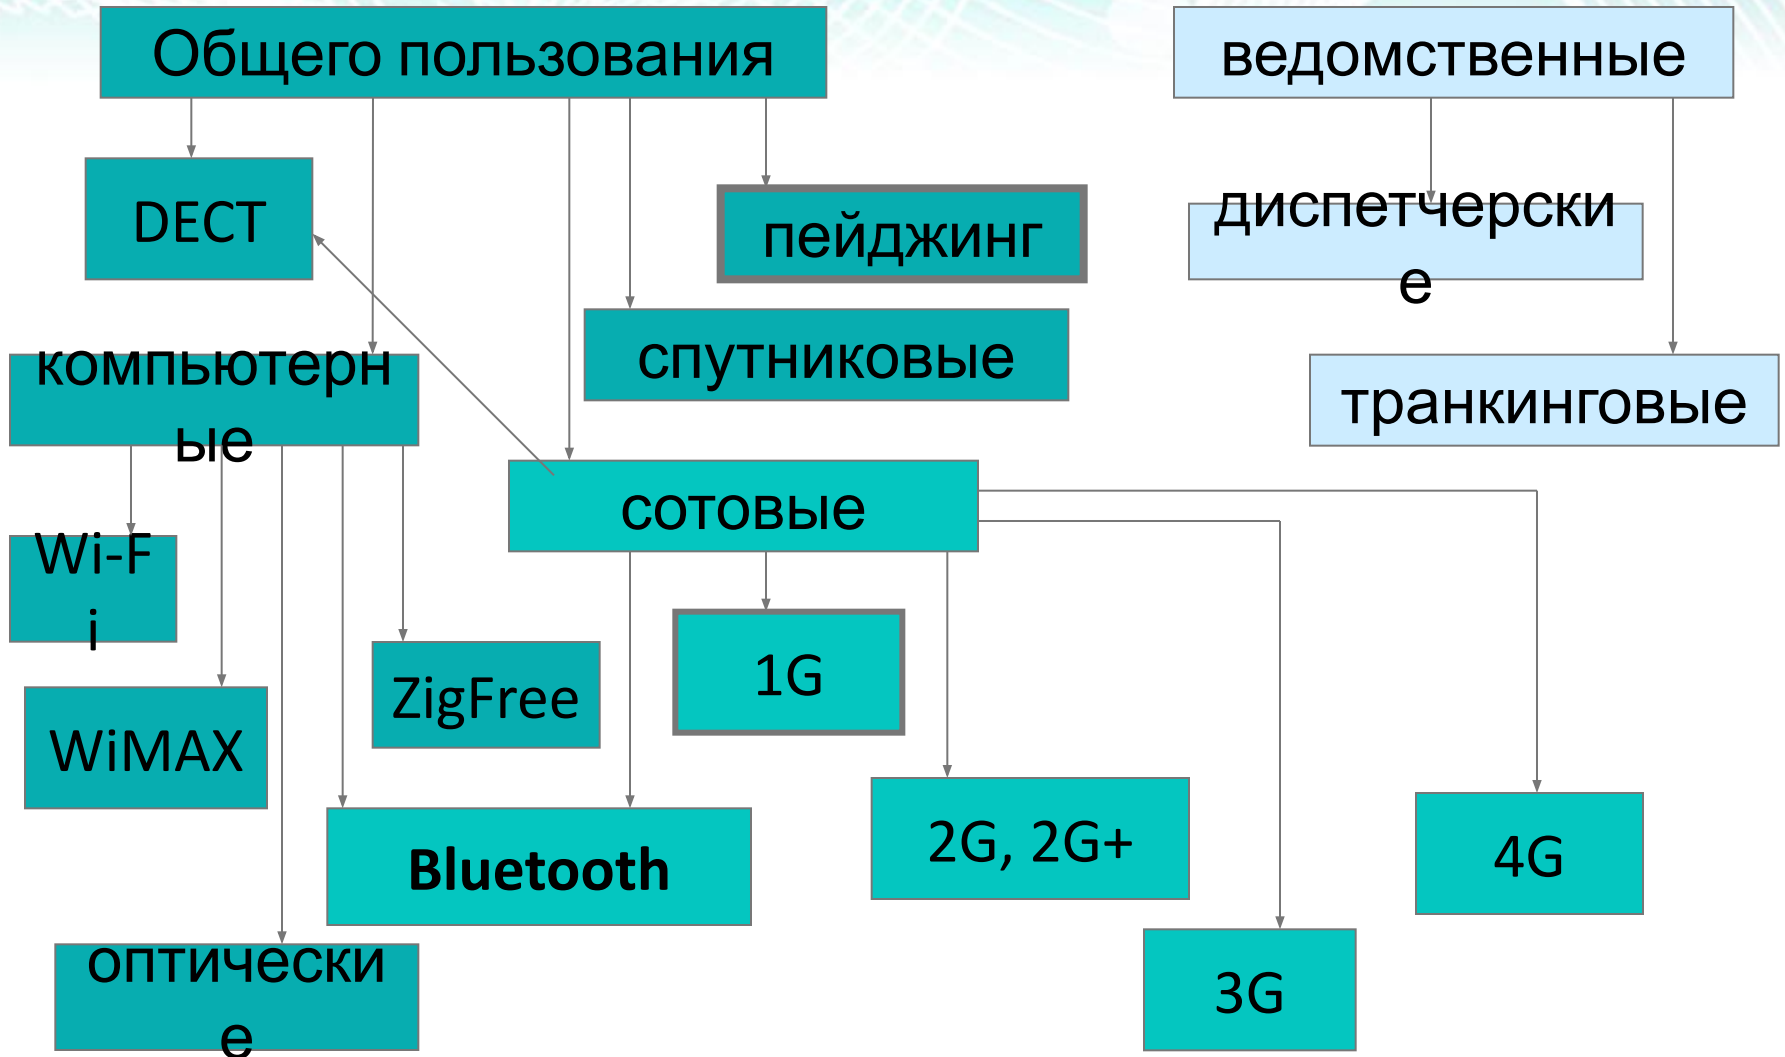 Общего пользования
ведомственные
DECT
пейджинг
диспетчерски
е
спутниковые
компьютерн
ые
транкинговые
сотовые
Wi-F
i
1G
ZigFree
WiMAX
2G, 2G+
4G
Bluetooth
оптически
е
3G